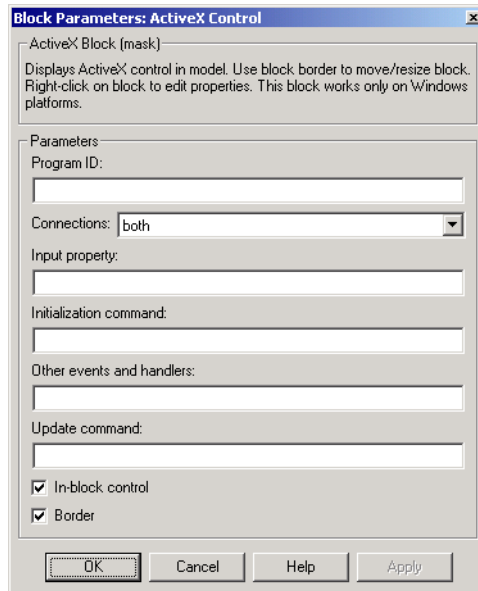 Block Parameters: ActiveX Control
ActiveX Block (mask)
Displays ActiveX control in model. Use block border to move/resize block.
Right-click on block to edit properties. This block works only on Windows
platforms.
Parameters
Program ID:
Connections: both
Input property:
Initialization command:
Other events and handlers:
Update command:
In-block control
Border
OK Cancel Help Apply